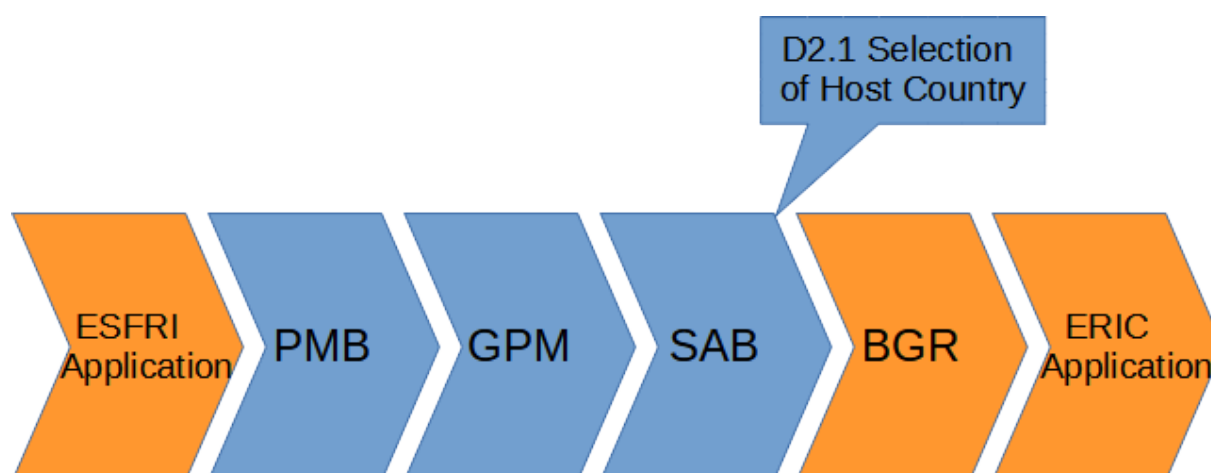 D2.1 Selection
of Host Country
ESFRI
Application
PMB
GPM
SAB
BGR
ERIC
Application